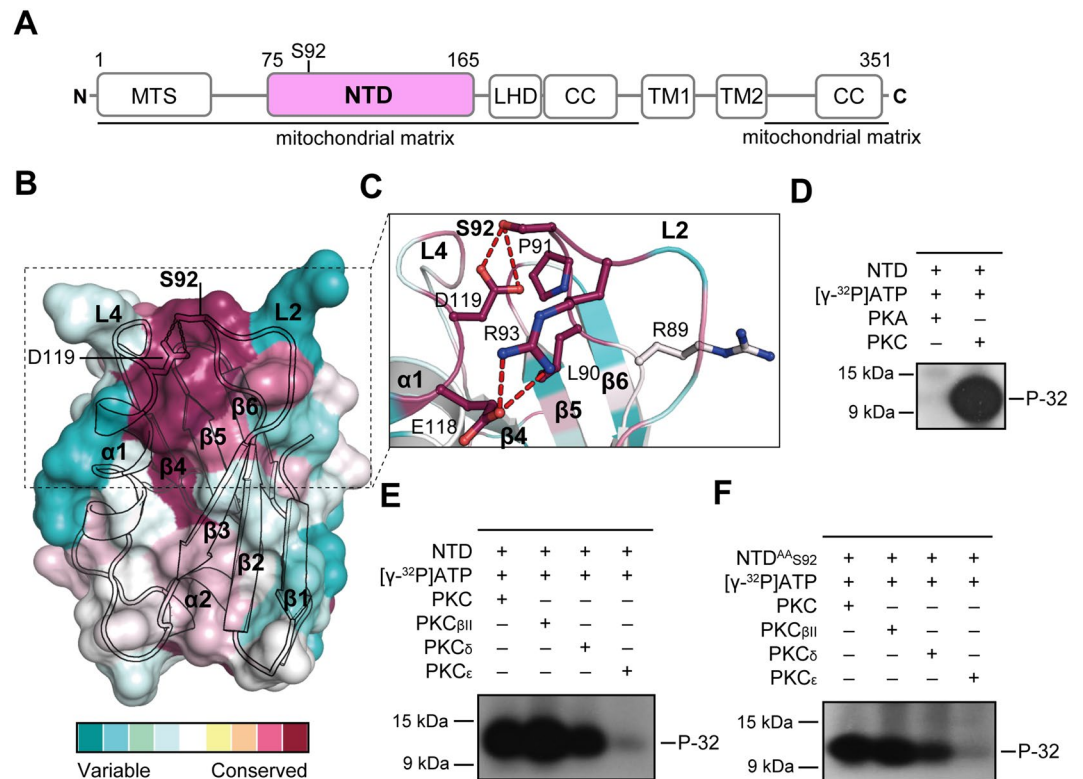 A
1 75 S92 165 351
N MTS NTD LHD CC TM1 TM2 CC C
mitochondrial matrix mitochondrial matrix
B
S92
L4 L2
D119
β6
α1 β5
β4
β3
β2
α2 β1
Variable Conserved
C
S92 L2
L4 P91
D119
R93 R89
L90
α1 β6
β5
E118 β4
D
NTD + +
[γ-³²P]ATP + +
PKA + –
PKC – +
15 kDa
P-32
9 kDa
E
NTD + + + +
[γ-³²P]ATP + + + +
PKC + – – –
PKCβII – + – –
PKCδ – – + –
PKCε – – – +
15 kDa
P-32
9 kDa
F
NTDᴬᴬS92 + + + +
[γ-³²P]ATP + + + +
PKC + – – –
PKCβII – + – –
PKCδ – – + –
PKCε – – – +
15 kDa
P-32
9 kDa